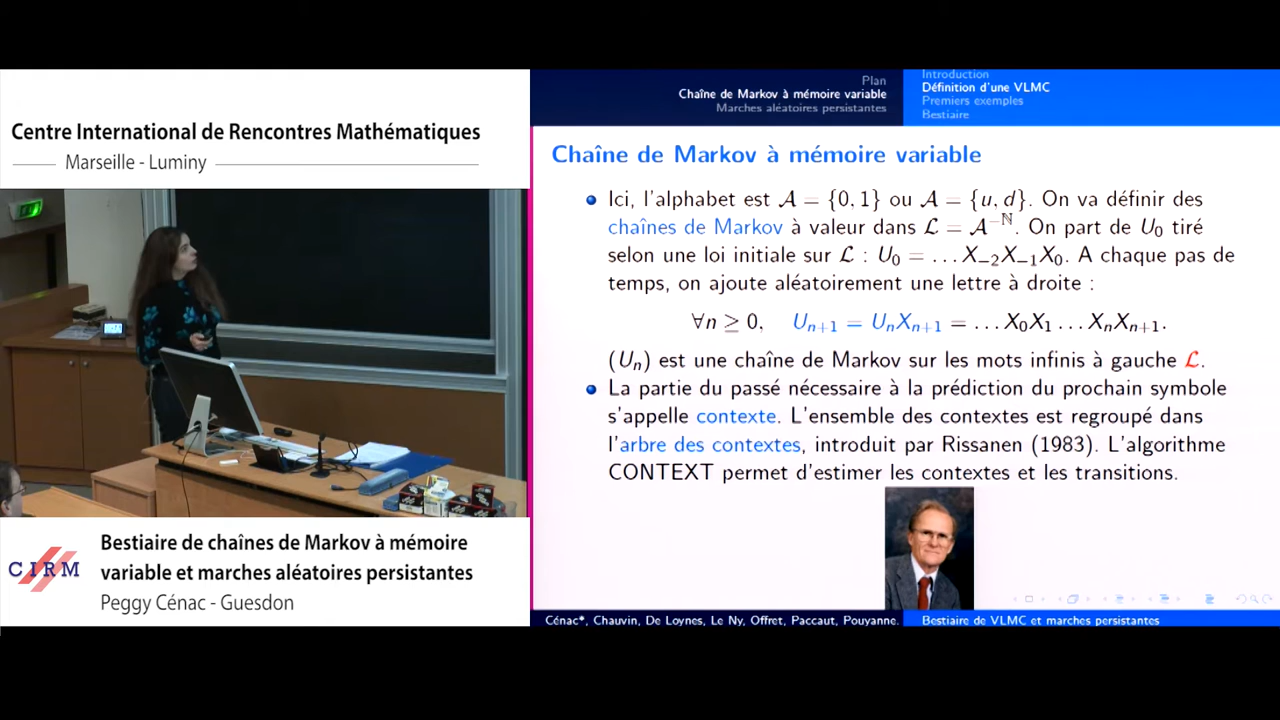 Centre International de Rencontres Mathématiques
Marseille - Luminy
CIRM
Bestiaire de chaînes de Markov à mémoire
variable et marches aléatoires persistantes
Peggy Cénac - Guesdon
Plan
Chaîne de Markov à mémoire variable
Marches aléatoires persistantes
Introduction
Définition d'une VLMC
Premiers exemples
Bestiaire
Chaîne de Markov à mémoire variable
Ici, l'alphabet est 𝒜 = {0, 1} ou 𝒜 = {u, d}. On va définir des
chaînes de Markov à valeur dans ℒ = 𝒜^{−ℕ}. On part de U₀ tiré
selon une loi initiale sur ℒ : U₀ = …X₋₂X₋₁X₀. A chaque pas de
temps, on ajoute aléatoirement une lettre à droite :
∀n ≥ 0, Uₙ₊₁ = UₙXₙ₊₁ = …X₀X₁…XₙXₙ₊₁.
(Uₙ) est une chaîne de Markov sur les mots infinis à gauche ℒ.
La partie du passé nécessaire à la prédiction du prochain symbole
s'appelle contexte. L'ensemble des contextes est regroupé dans
l'arbre des contextes, introduit par Rissanen (1983). L'algorithme
CONTEXT permet d'estimer les contextes et les transitions.
Cénac*, Chauvin, De Loynes, Le Ny, Offret, Paccaut, Pouyanne.
Bestiaire de VLMC et marches persistantes